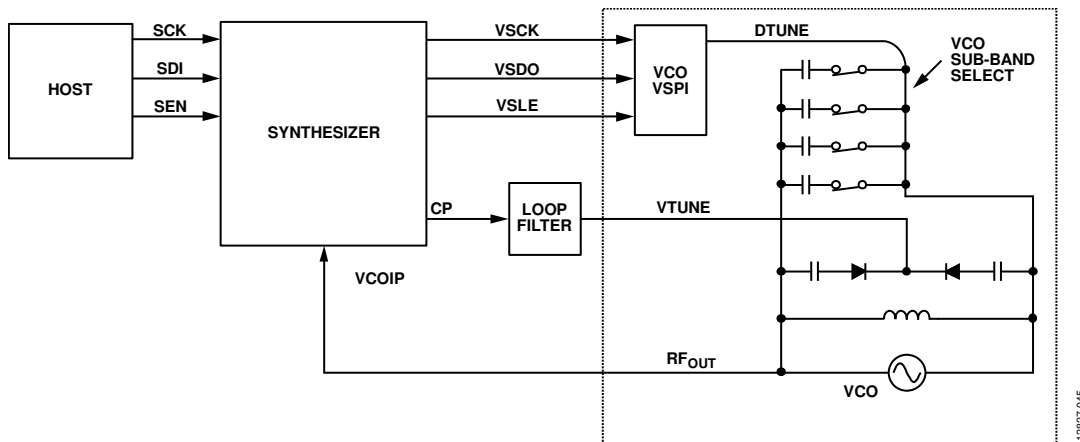 HOST
SCK
SDI
SEN
SYNTHESIZER
VSCK
VSDO
VSLE
VCO
VSPI
DTUNE
VCO
SUB-BAND
SELECT
CP
LOOP
FILTER
VTUNE
VCOIP
RFOUT
VCO